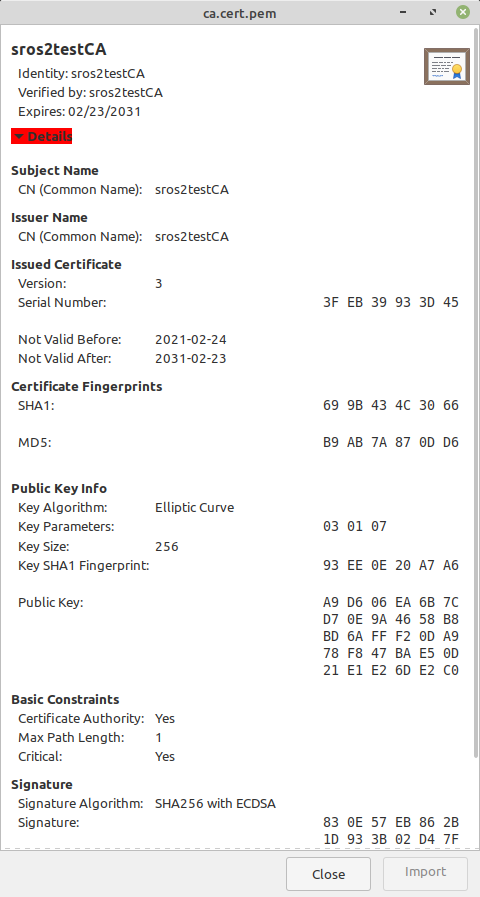 ca.cert.pem
sros2testCA
Identity: sros2testCA
Verified by: sros2testCA
Expires: 02/23/2031
Details
Subject Name
CN (Common Name): sros2testCA
Issuer Name
CN (Common Name): sros2testCA
Issued Certificate
Version: 3
Serial Number: 3F EB 39 93 3D 45
Not Valid Before: 2021-02-24
Not Valid After: 2031-02-23
Certificate Fingerprints
SHA1: 69 9B 43 4C 30 66
MD5: B9 AB 7A 87 0D D6
Public Key Info
Key Algorithm: Elliptic Curve
Key Parameters: 03 01 07
Key Size: 256
Key SHA1 Fingerprint: 93 EE 0E 20 A7 A6
Public Key: A9 D6 06 EA 6B 7C
D7 0E 9A 46 58 B8
BD 6A FF F2 0D A9
78 F8 47 BA E5 0D
21 E1 E2 6D E2 C0
Basic Constraints
Certificate Authority: Yes
Max Path Length: 1
Critical: Yes
Signature
Signature Algorithm: SHA256 with ECDSA
Signature: 83 0E 57 EB 86 2B
1D 93 3B 02 D4 7F
Close Import